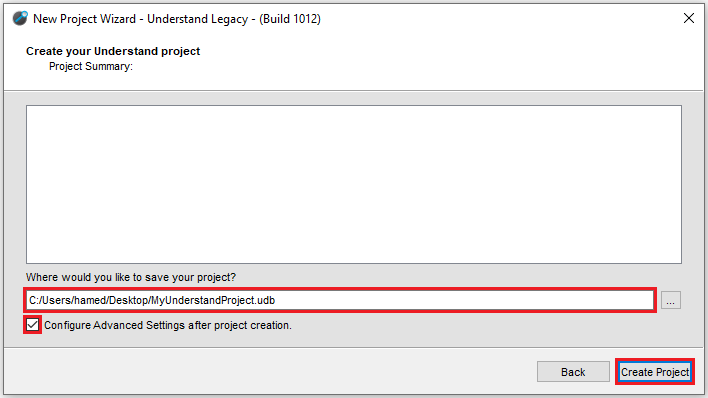 New Project Wizard - Understand Legacy - (Build 1012)
Create your Understand project
Project Summary:
Where would you like to save your project?
C:/Users/hamed/Desktop/MyUnderstandProject.udb
...
Configure Advanced Settings after project creation.
Back
Create Project